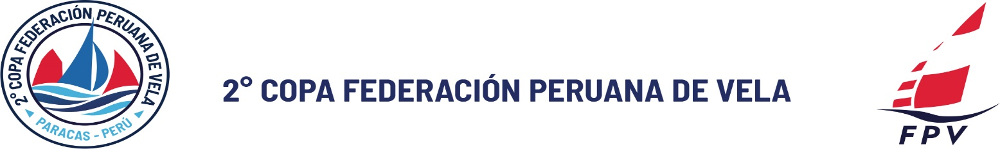 2° COPA FEDERACIÓN PERUANA DE VELA
PARACAS - PERÚ
2° COPA FEDERACIÓN PERUANA DE VELA
FPV